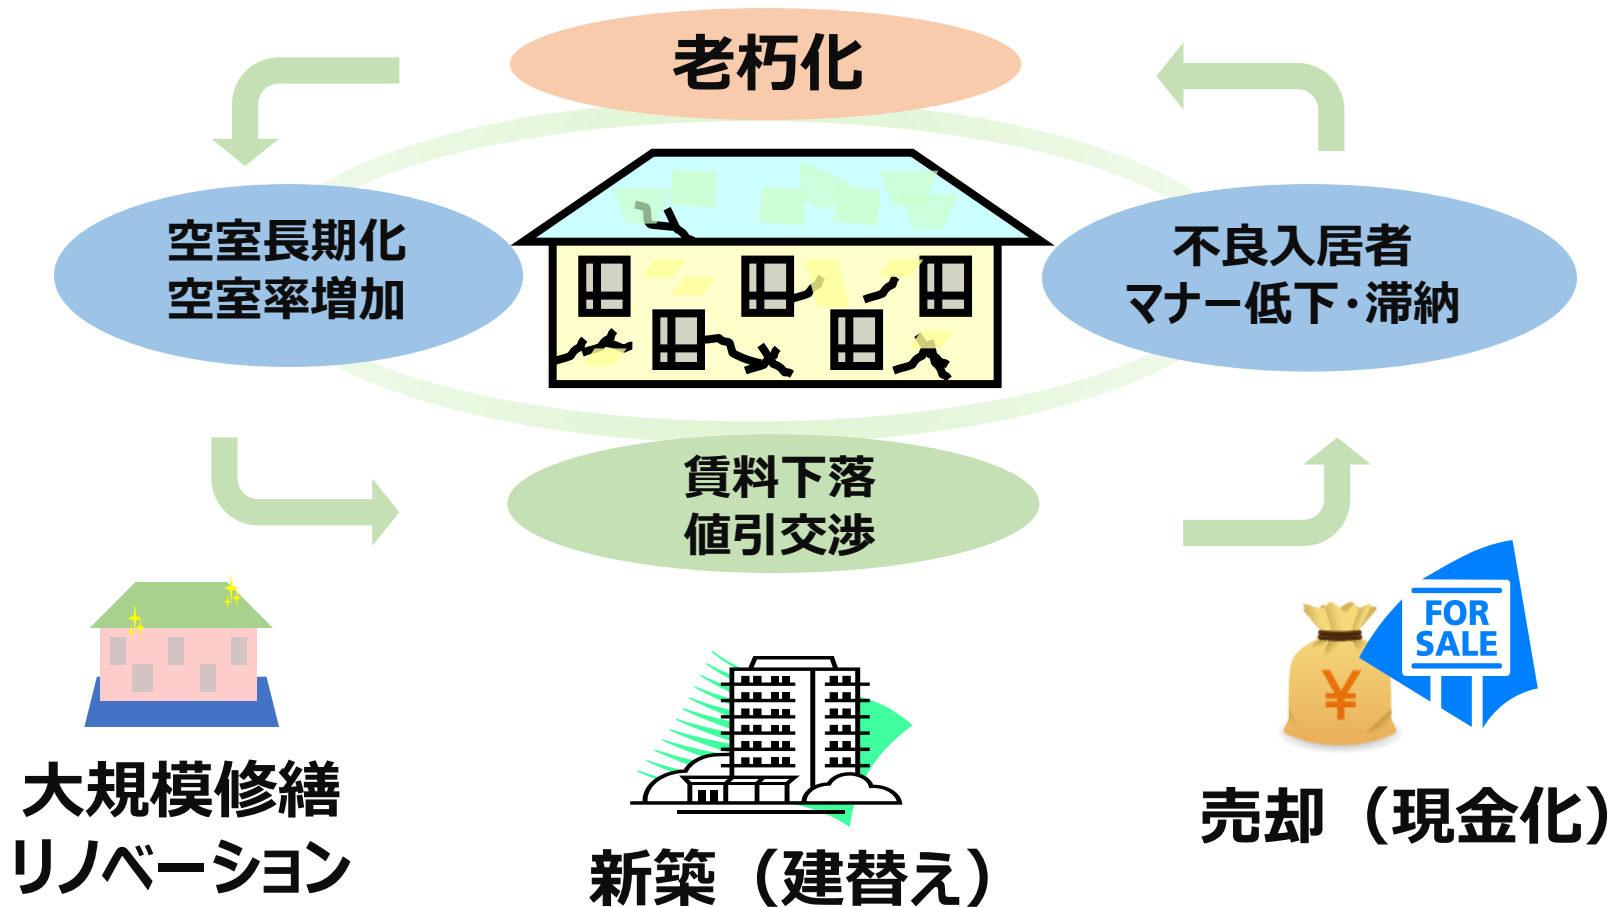 老朽化
空室長期化
空室率増加
不良入居者
マナー低下・滞納
賃料下落
値引交渉
FOR
SALE
¥
大規模修繕
リノベーション
新築（建替え）
売却（現金化）